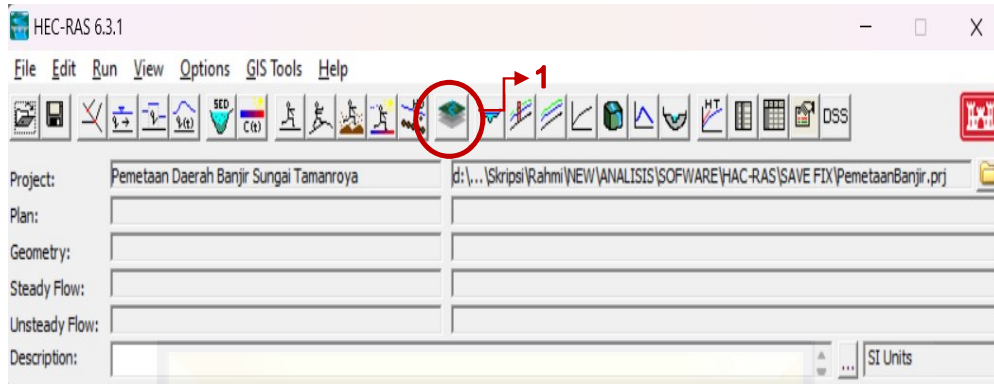 HEC-RAS 6.3.1
File Edit Run View Options GIS Tools Help
1
SED C(t) HT DSS
Project: Pemetaan Daerah Banjir Sungai Tamanroya d:\...\Skripsi\Rahmi\NEW\ANALISIS\SOFWARE\HAC-RAS\SAVE FIX\PemetaanBanjir.prj
Plan:
Geometry:
Steady Flow:
Unsteady Flow:
Description: ... SI Units